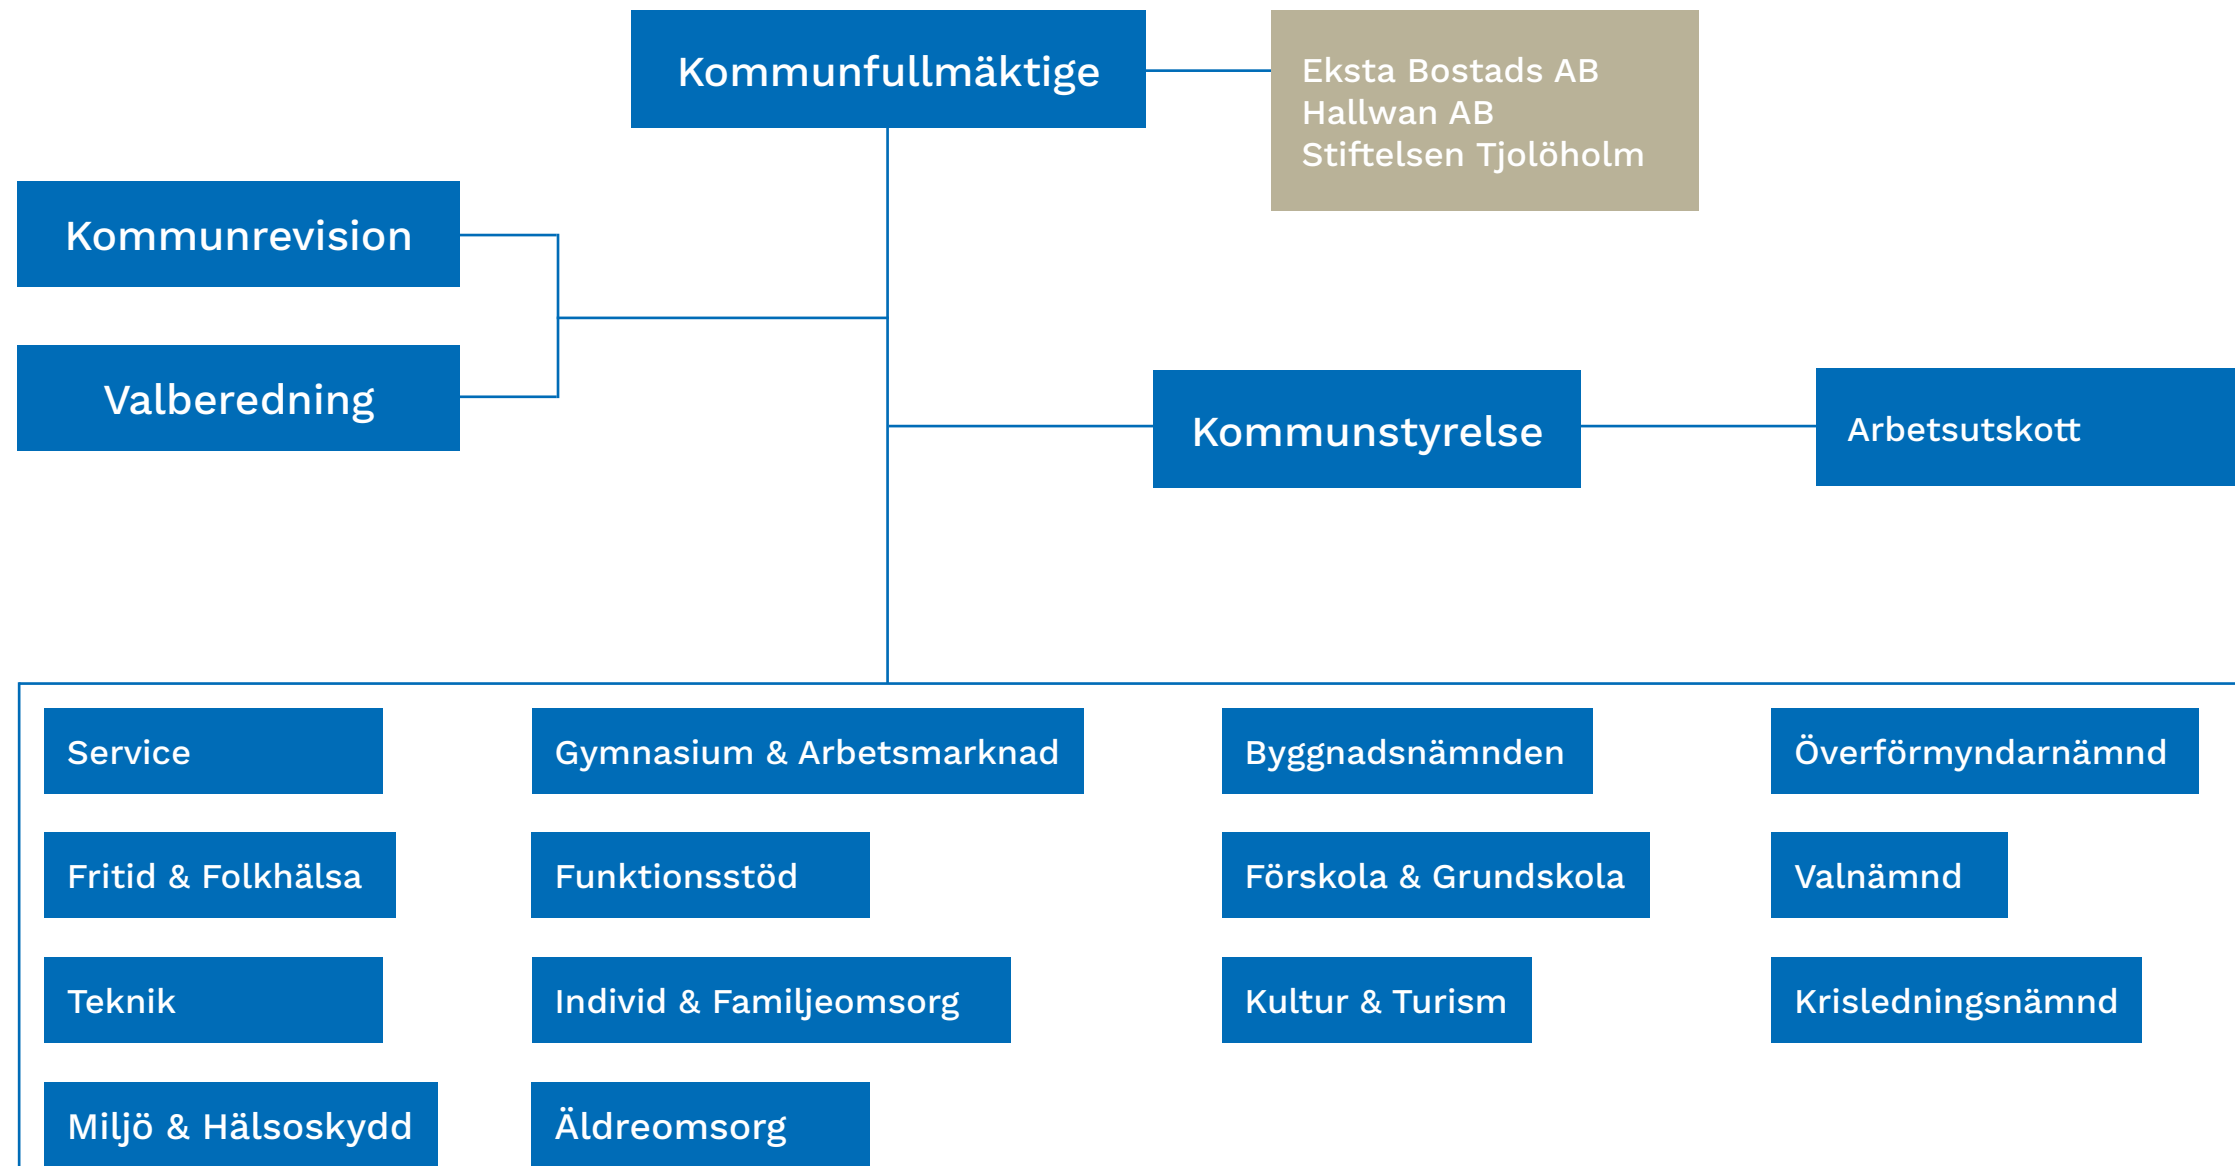 Kommunfullmäktige
Eksta Bostads AB
Hallwan AB
Stiftelsen Tjolöholm
Kommunrevision
Valberedning
Kommunstyrelse
Arbetsutskott
Service
Gymnasium & Arbetsmarknad
Byggnadsnämnden
Överförmyndarnämnd
Fritid & Folkhälsa
Funktionsstöd
Förskola & Grundskola
Valnämnd
Teknik
Individ & Familjeomsorg
Kultur & Turism
Krisledningsnämnd
Miljö & Hälsoskydd
Äldreomsorg